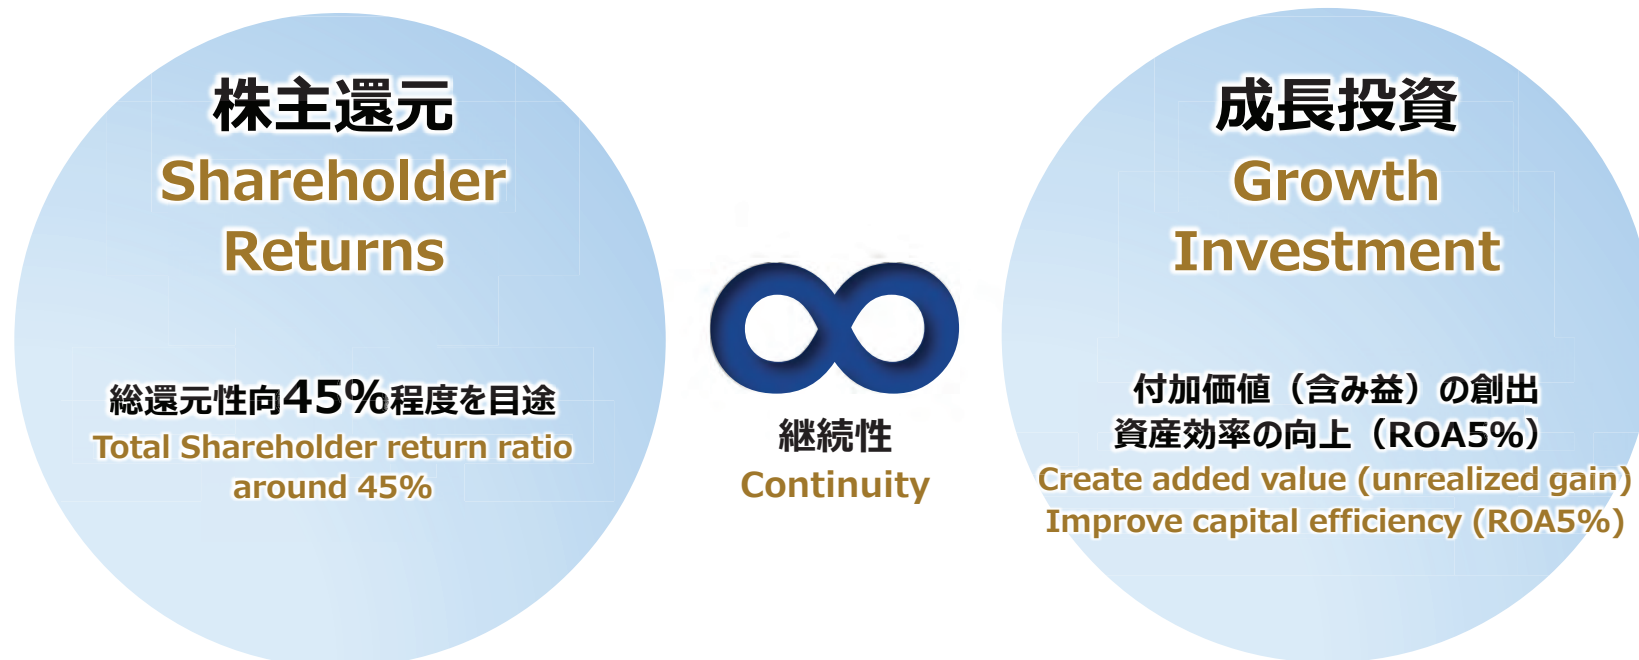 株主還元
Shareholder
Returns
総還元性向45%程度を目途
Total Shareholder return ratio
around 45%
継続性
Continuity
成長投資
Growth
Investment
付加価値（含み益）の創出
資産効率の向上（ROA5%）
Create added value (unrealized gain)
Improve capital efficiency (ROA5%)